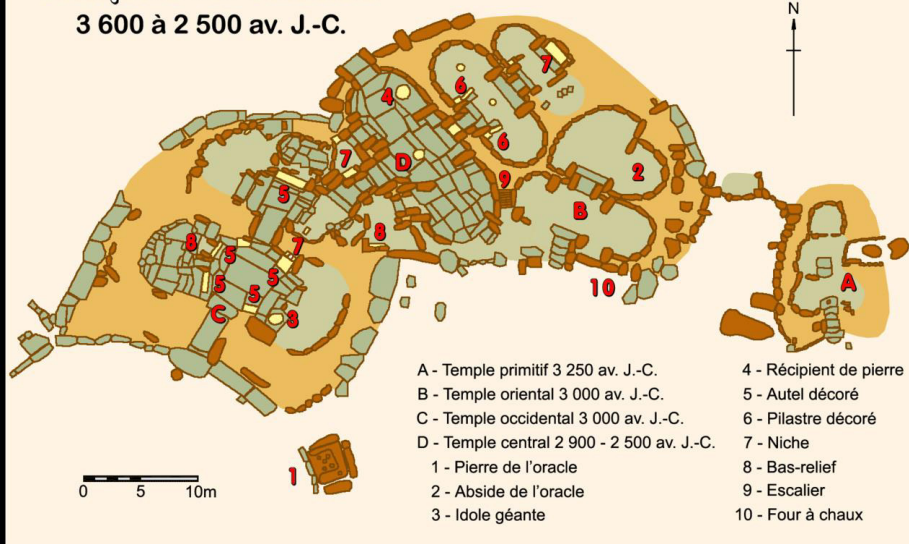 3 600 à 2 500 av. J.-C.
N
4
6
7
6
7
D
9
2
5
B
8
8
7
5
5
5
5
10
A
C
3
A - Temple primitif 3 250 av. J.-C.
B - Temple oriental 3 000 av. J.-C.
C - Temple occidental 3 000 av. J.-C.
D - Temple central 2 900 - 2 500 av. J.-C.
1 - Pierre de l'oracle
2 - Abside de l'oracle
3 - Idole géante
4 - Récipient de pierre
5 - Autel décoré
6 - Pilastre décoré
7 - Niche
8 - Bas-relief
9 - Escalier
10 - Four à chaux
1
0 5 10m